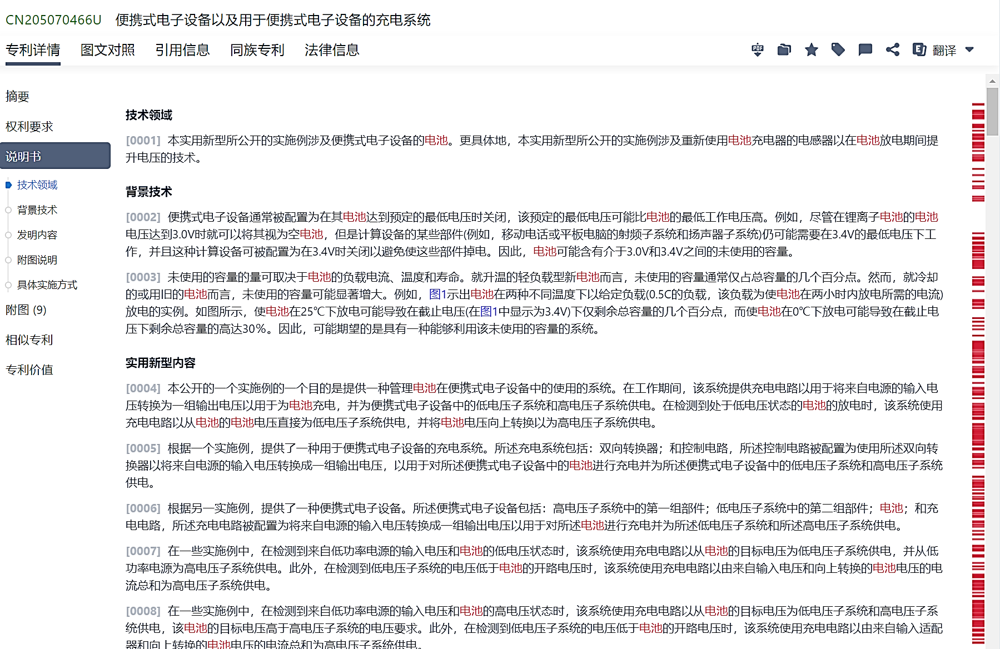 CN205070466U 便携式电子设备以及用于便携式电子设备的充电系统
专利详情 图文对照 引用信息 同族专利 法律信息 PDF 翻译
摘要
权利要求
说明书
技术领域
背景技术
发明内容
附图说明
具体实施方式
附图 (9)
相似专利
专利价值
技术领域
[0001] 本实用新型所公开的实施例涉及便携式电子设备的电池。更具体地，本实用新型所公开的实施例涉及重新使用电池充电器的电感器以在电池放电期间提
升电压的技术。
背景技术
[0002] 便携式电子设备通常被配置为在其电池达到预定的最低电压时关闭，该预定的最低电压可能比电池的最低工作电压高。例如，尽管在锂离子电池的电池
电压达到3.0V时就可以将其视为空电池，但是计算设备的某些部件(例如，移动电话或平板电脑的射频子系统和扬声器子系统)仍可能需要在3.4V的最低电压下工
作，并且这种计算设备可被配置为在3.4V时关闭以避免使这些部件掉电。因此，电池可能含有介于3.0V和3.4V之间的未使用的容量。
[0003] 未使用的容量的量可取决于电池的负载电流、温度和寿命。就升温的轻负载型新电池而言，未使用的容量通常仅占总容量的几个百分点。然而，就冷却
的或用旧的电池而言，未使用的容量可能显著增大。例如，图1示出电池在两种不同温度下以给定负载(0.5C的负载，该负载为使电池在两小时内放电所需的电流)
放电的实例。如图所示，使电池在25℃下放电可能导致在截止电压(在图1中显示为3.4V)下仅剩余总容量的几个百分点，而使电池在0℃下放电可能导致在截止电
压下剩余总容量的高达30%。因此，可能期望的是具有一种能够利用该未使用的容量的系统。
实用新型内容
[0004] 本公开的一个实施例的一个目的是提供一种管理电池在便携式电子设备中的使用的系统。在工作期间，该系统提供充电电路以用于将来自电源的输入电
压转换为一组输出电压以用于为电池充电，并为便携式电子设备中的低电压子系统和高电压子系统供电。在检测到处于低电压状态的电池的放电时，该系统使用
充电电路以从电池的电池电压直接为低电压子系统供电，并将电池电压向上转换以为高电压子系统供电。
[0005] 根据一个实施例，提供了一种用于便携式电子设备的充电系统。所述充电系统包括：双向转换器；和控制电路，所述控制电路被配置为使用所述双向转
换器以将来自电源的输入电压转换成一组输出电压，以用于对所述便携式电子设备中的电池进行充电并为所述便携式电子设备中的低电压子系统和高电压子系统
供电。
[0006] 根据另一实施例，提供了一种便携式电子设备。所述便携式电子设备包括：高电压子系统中的第一组部件；低电压子系统中的第二组部件；电池；和充
电电路，所述充电电路被配置为将来自电源的输入电压转换成一组输出电压以用于对所述电池进行充电并为所述低电压子系统和所述高电压子系统供电。
[0007] 在一些实施例中，在检测到来自低功率电源的输入电压和电池的低电压状态时，该系统使用充电电路以从电池的目标电压为低电压子系统供电，并从低
功率电源为高电压子系统供电。此外，在检测到低电压子系统的电压低于电池的开路电压时，该系统使用充电电路以由来自输入电压和向上转换的电池电压的电
流总和为高电压子系统供电。
[0008] 在一些实施例中，在检测到来自低功率电源的输入电压和电池的高电压状态时，该系统使用充电电路以从电池的目标电压为低电压子系统和高电压子系
统供电，该电池的目标电压高于高电压子系统的电压要求。此外，在检测到低电压子系统的电压低于电池的开路电压时，该系统使用充电电路以由来自输入适配
器和向上转换的电池电压的电流总和为高电压子系统供电。